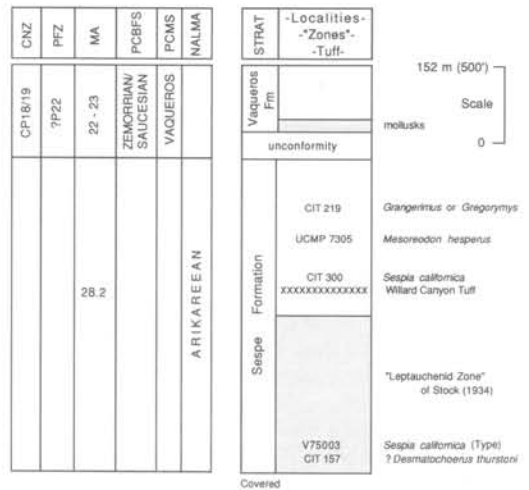 CNZ
PFZ
MA
PCBFS
PCMS
NALMA
STRAT
-Localities-
-"Zones"-
-Tuff-
CP18/19
?P22
22 - 23
ZEMORRIAN/
SAUCESIAN
VAQUEROS
Vaqueros
Fm
152 m (500')
Scale
0
mollusks
unconformity
28.2
ARIKAREEAN
Sespe Formation
CIT 219
Grangerimus or Gregorymys
UCMP 7305
Mesoreodon hesperus
CIT 300
Sespia californica
XXXXXXXXXXXXXX
Willard Canyon Tuff
"Leptauchenid Zone"
of Stock (1934)
V75003
Sespia californica (Type)
CIT 157
? Desmatochoerus thurstoni
Covered